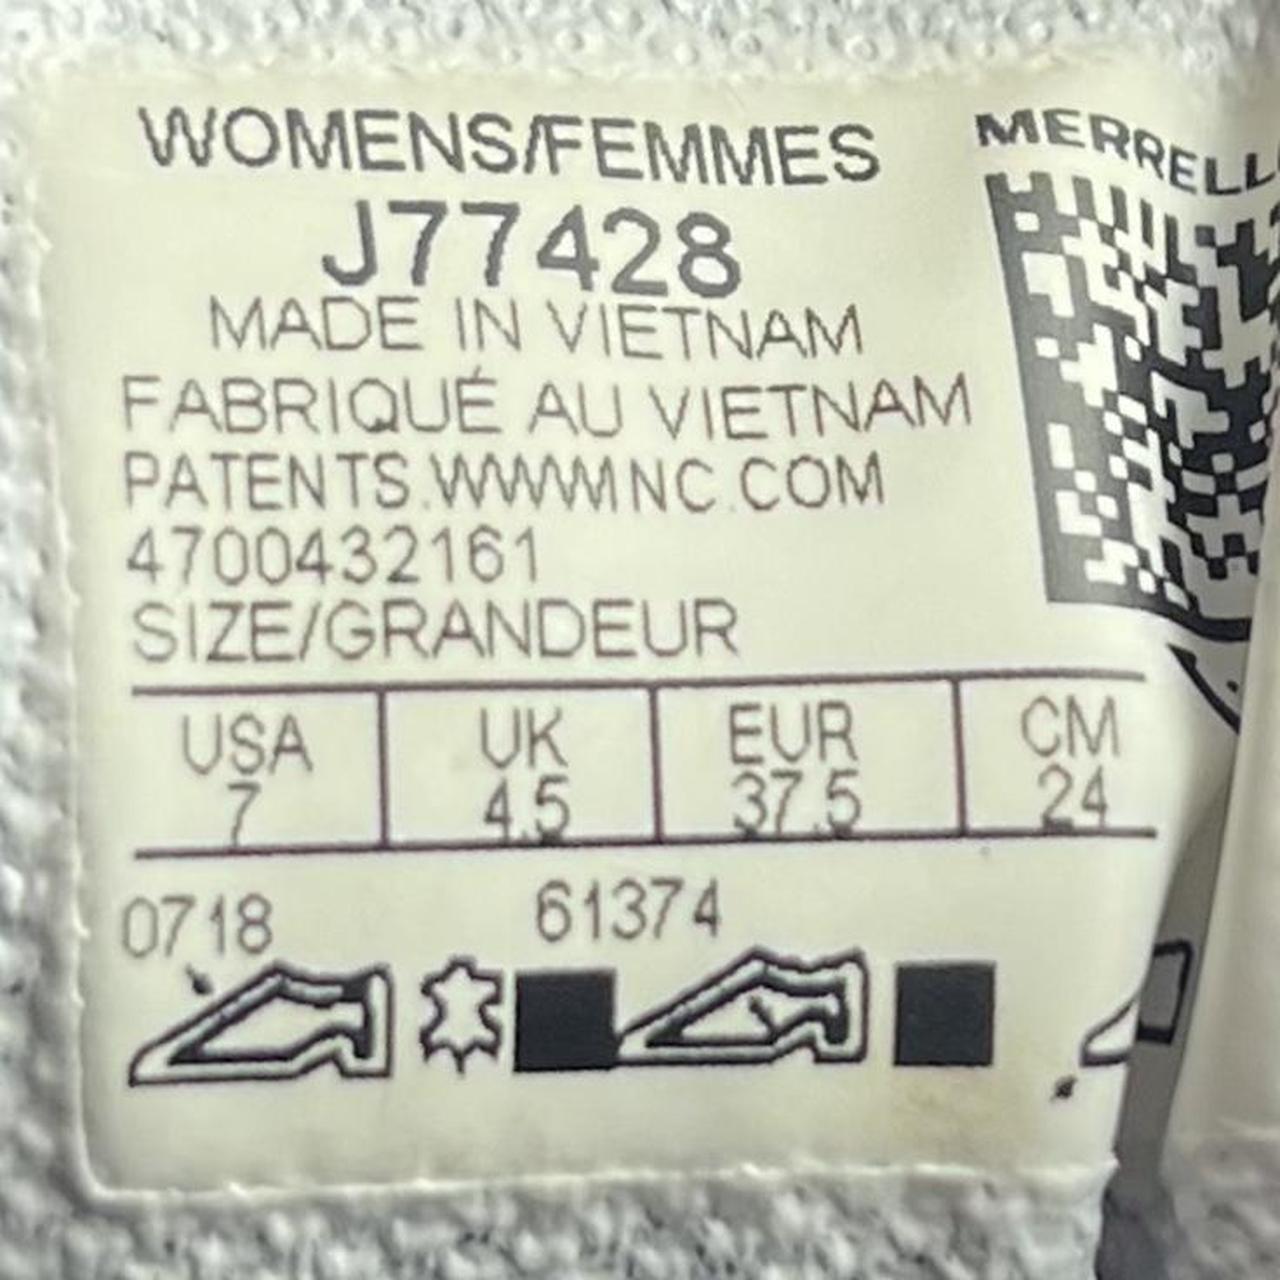 WOMENS/FEMMES
J77428
MADE IN VIETNAM
FABRIQUÉ AU VIETNAM
PATENTS.WWWMNC.COM
4700432161
SIZE/GRANDEUR
USA UK EUR CM
7 4.5 37.5 24
0718 61374
MERRELL